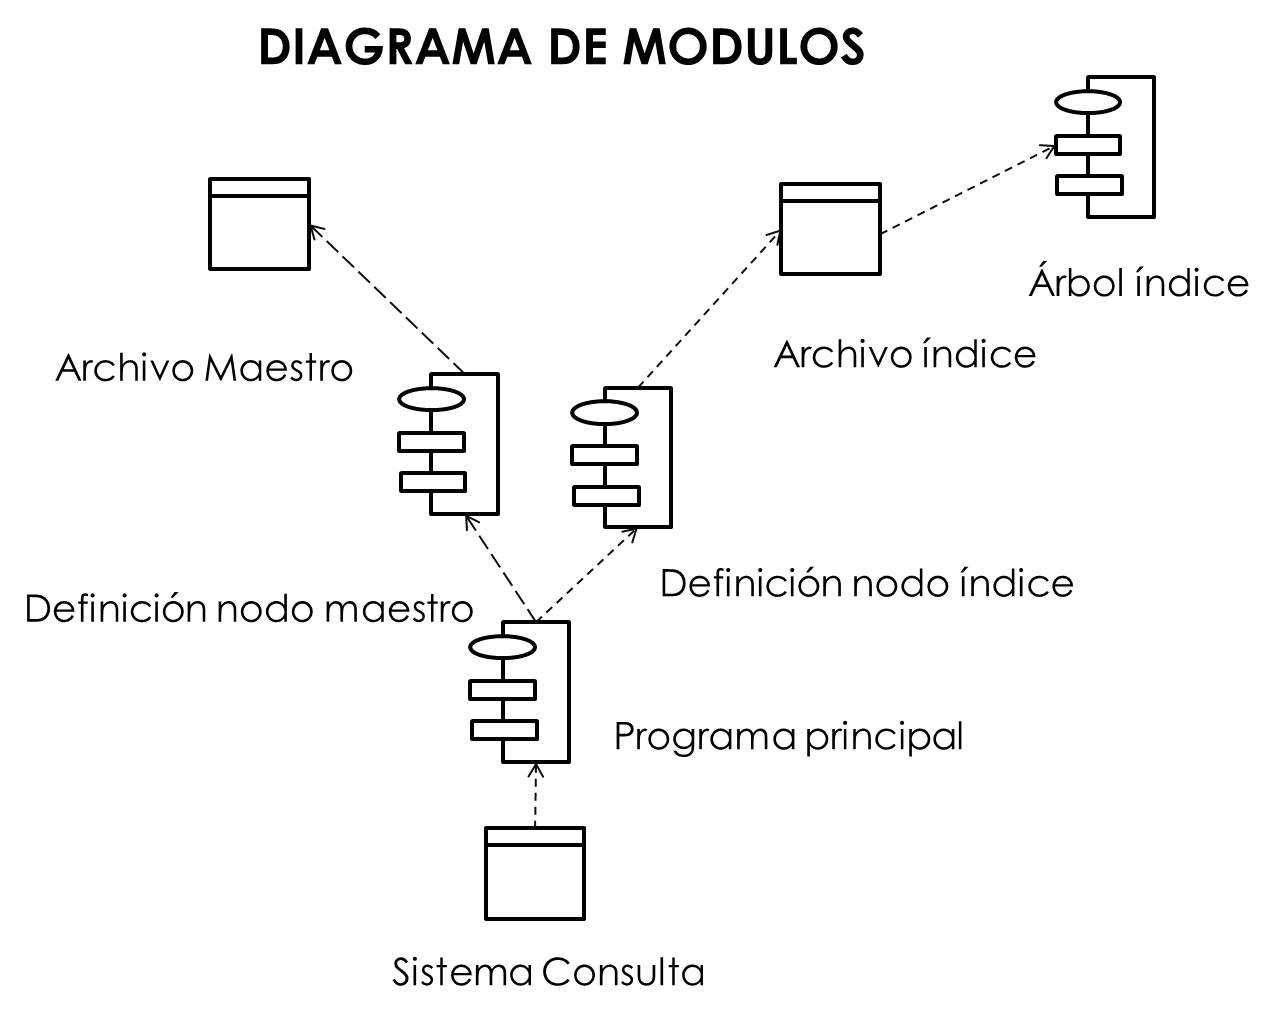 DIAGRAMA DE MODULOS
Árbol índice
Archivo Maestro
Archivo índice
Definición nodo maestro
Definición nodo índice
Programa principal
Sistema Consulta